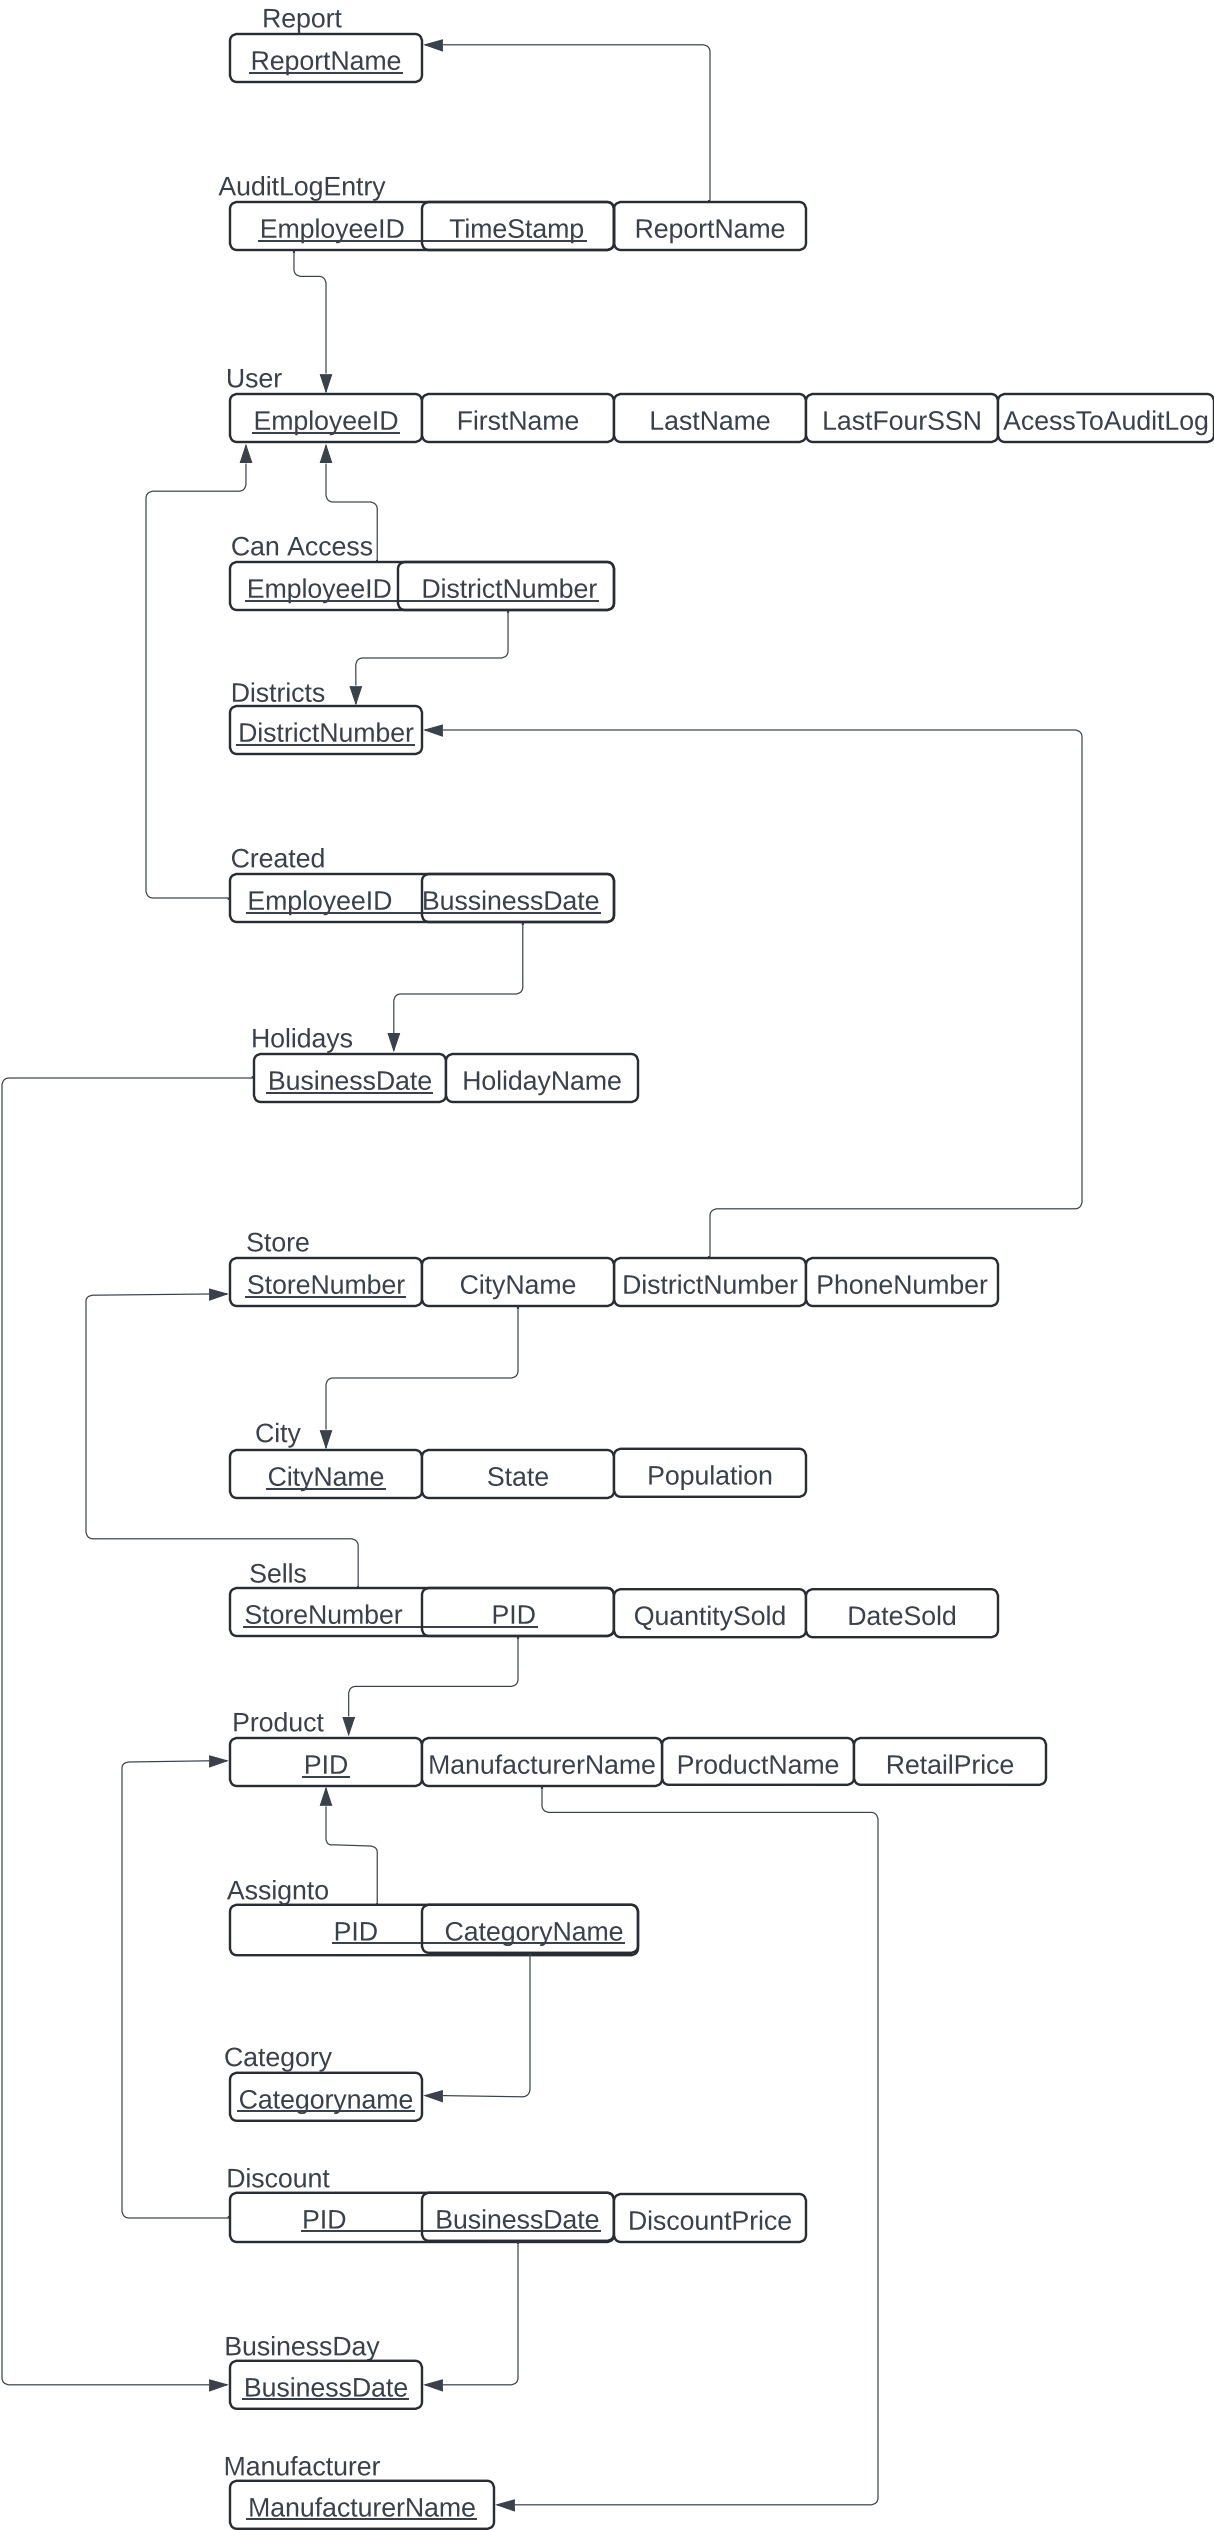 Report
ReportName
AuditLogEntry
EmployeeID TimeStamp ReportName
User
EmployeeID FirstName LastName LastFourSSN AcessToAuditLog
Can Access
EmployeeID DistrictNumber
Districts
DistrictNumber
Created
EmployeeID BussinessDate
Holidays
BusinessDate HolidayName
Store
StoreNumber CityName DistrictNumber PhoneNumber
City
CityName State Population
Sells
StoreNumber PID QuantitySold DateSold
Product
PID ManufacturerName ProductName RetailPrice
Assignto
PID CategoryName
Category
Categoryname
Discount
PID BusinessDate DiscountPrice
BusinessDay
BusinessDate
Manufacturer
ManufacturerName